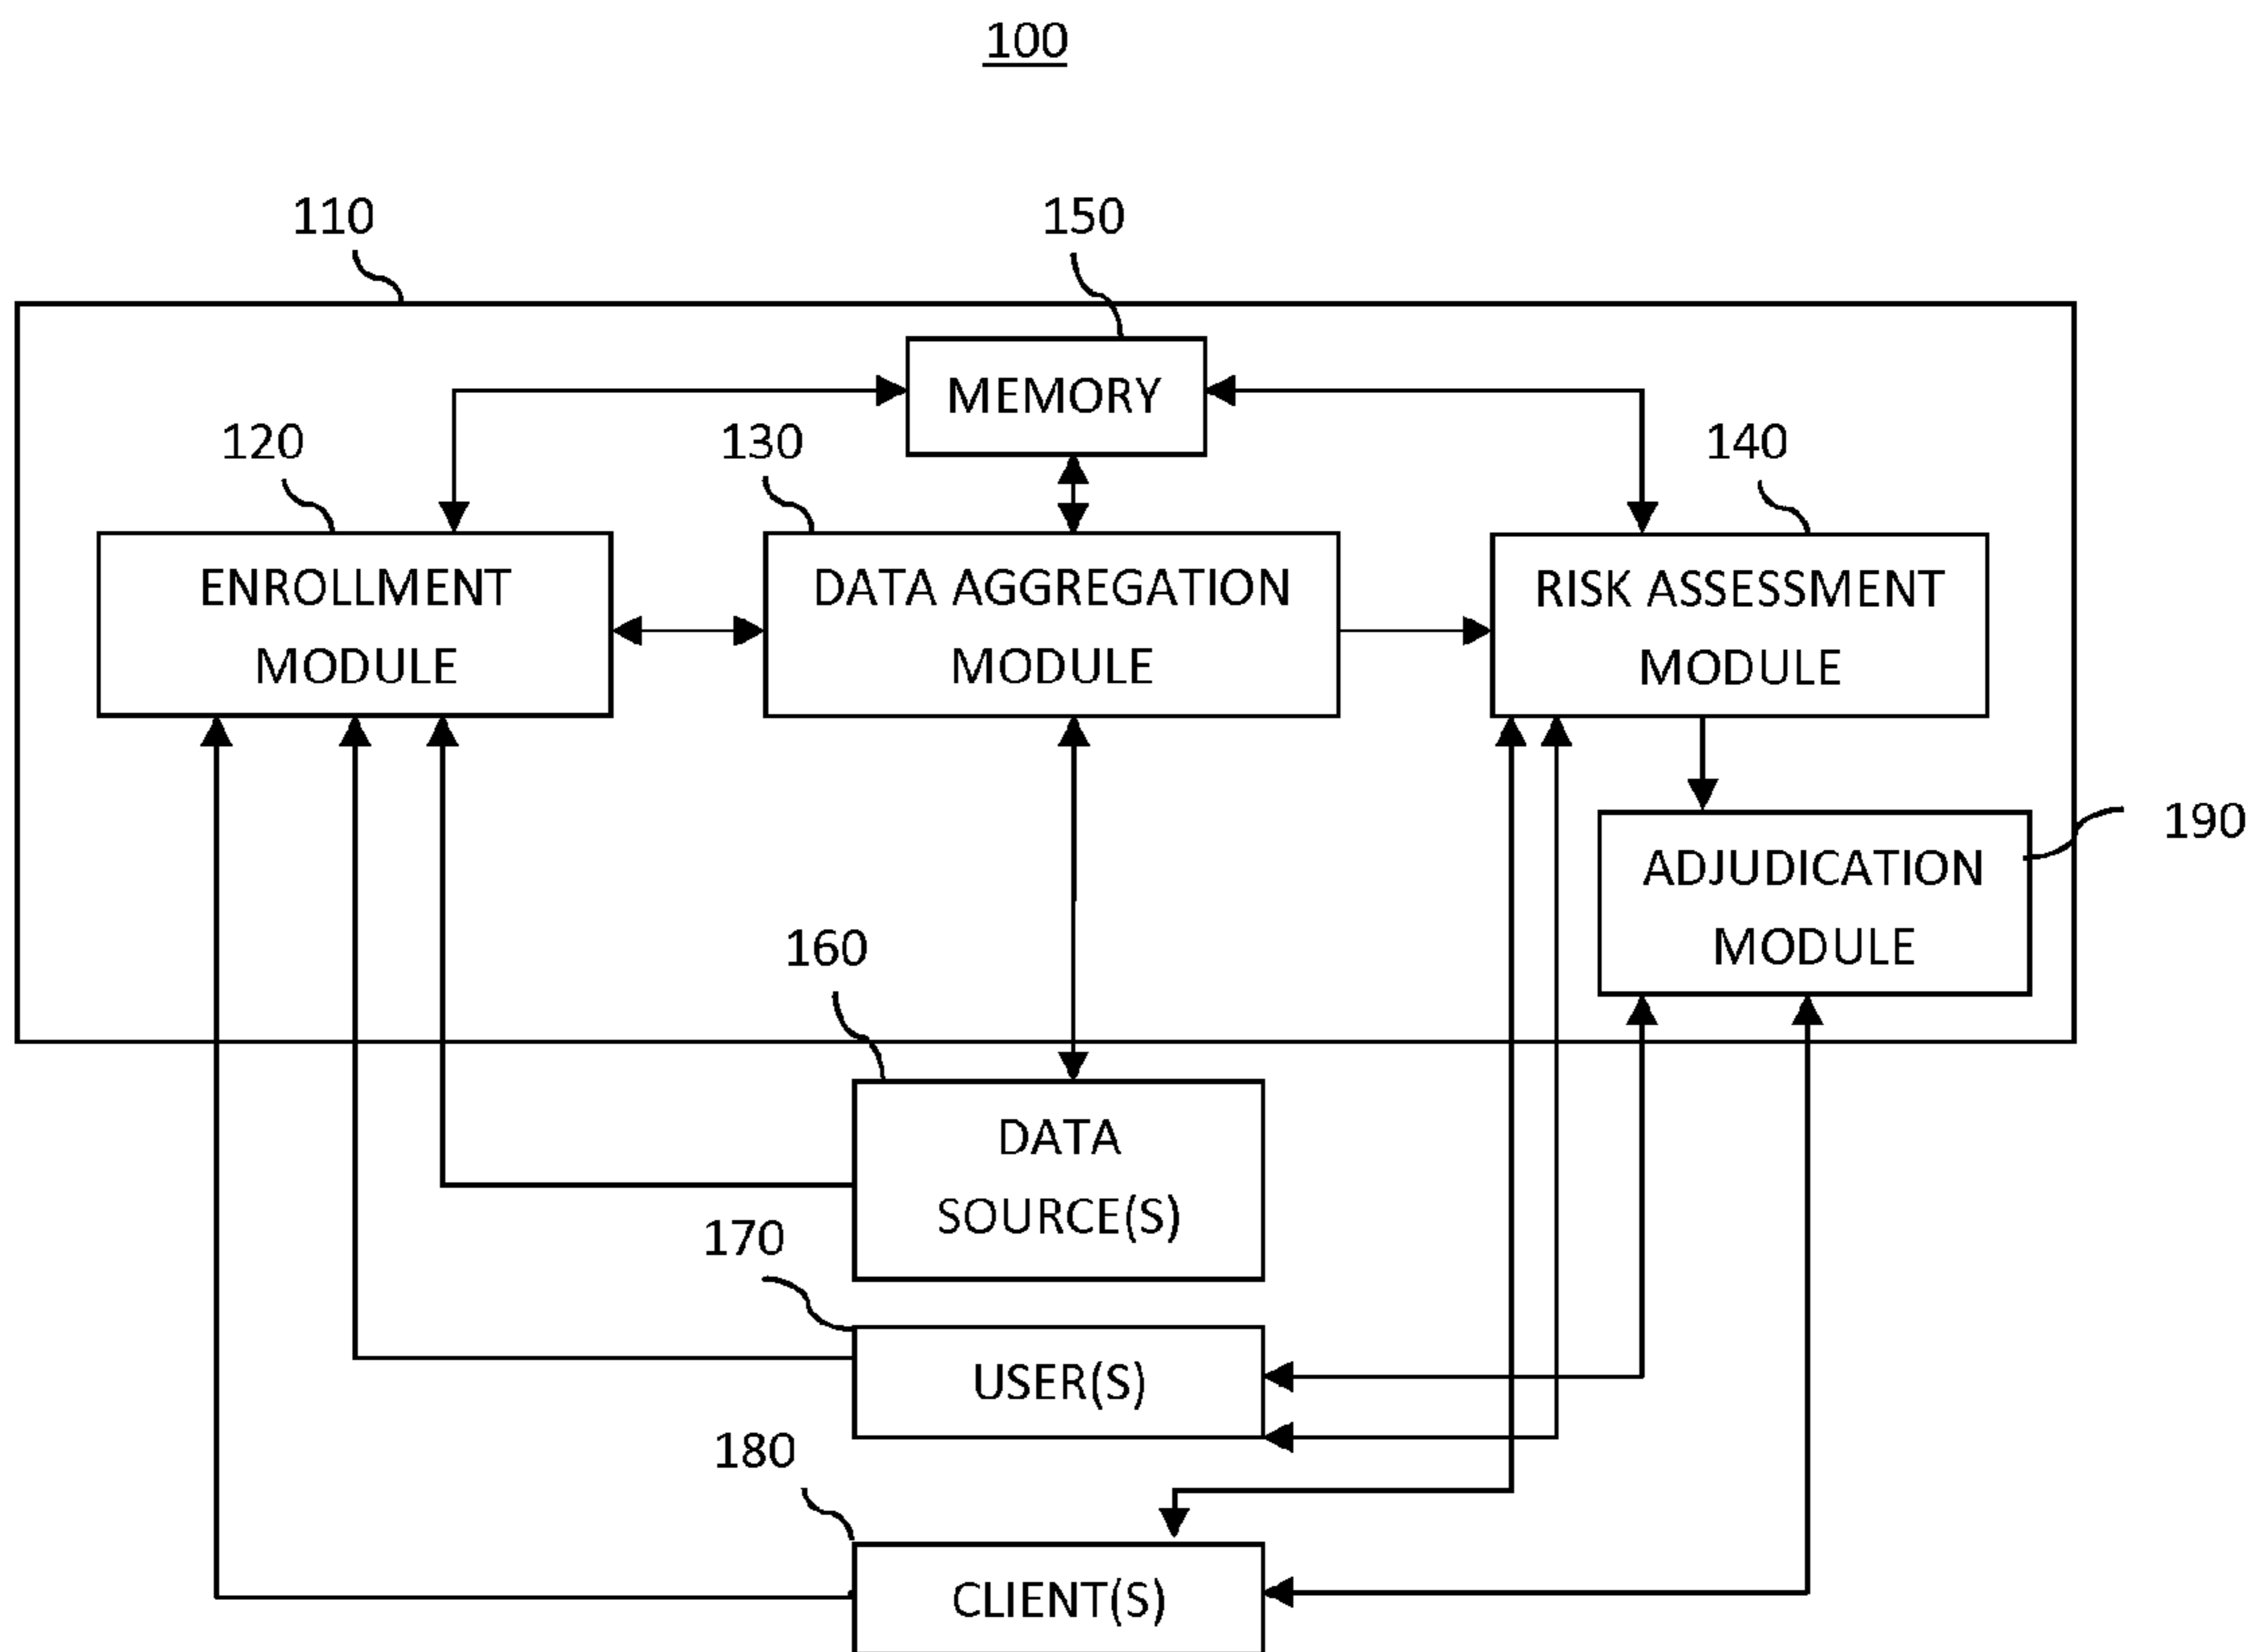 100
110
150
MEMORY
120
130
140
ENROLLMENT
MODULE
DATA AGGREGATION
MODULE
RISK ASSESSMENT
MODULE
190
ADJUDICATION
MODULE
160
DATA
SOURCE(S)
170
USER(S)
180
CLIENT(S)